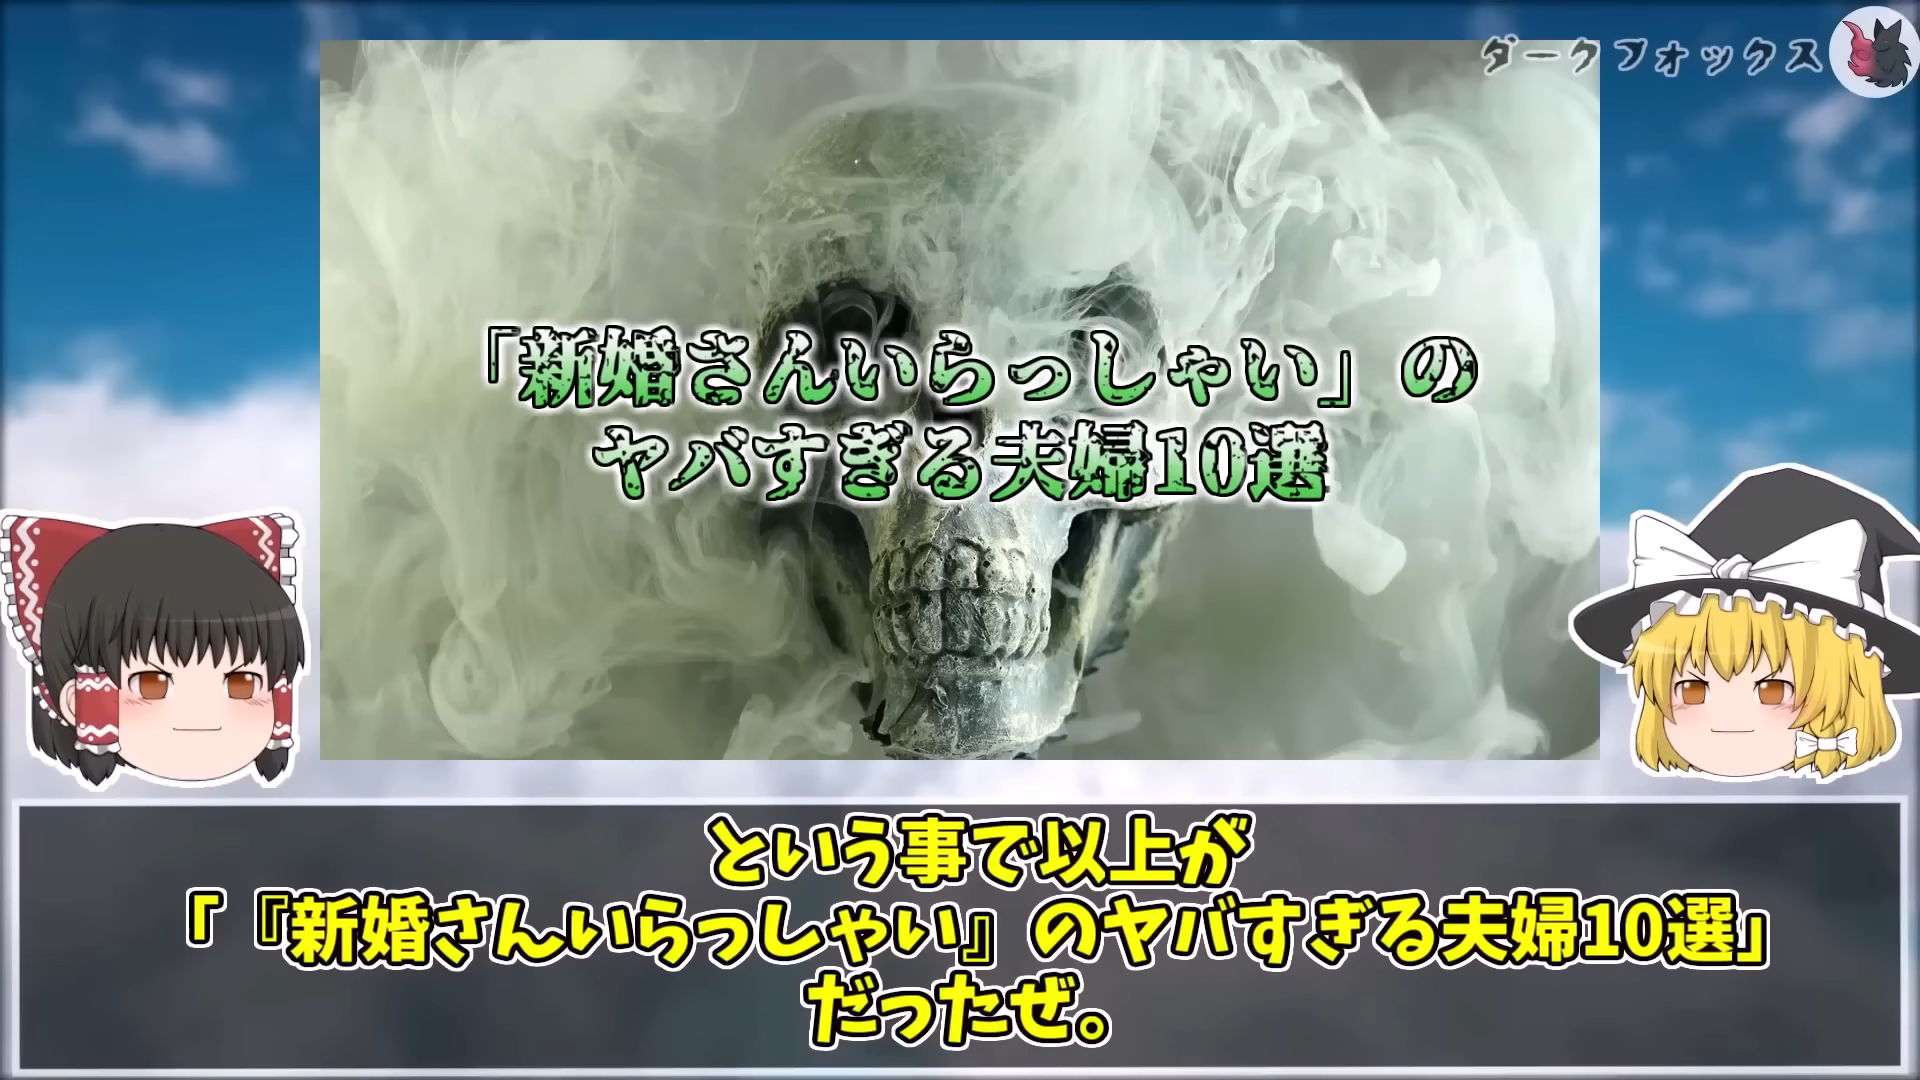 ダークフォックス
「新婚さんいらっしゃい」の
ヤバすぎる夫婦10選
という事で以上が
「『新婚さんいらっしゃい』のヤバすぎる夫婦10選」
だったぜ。